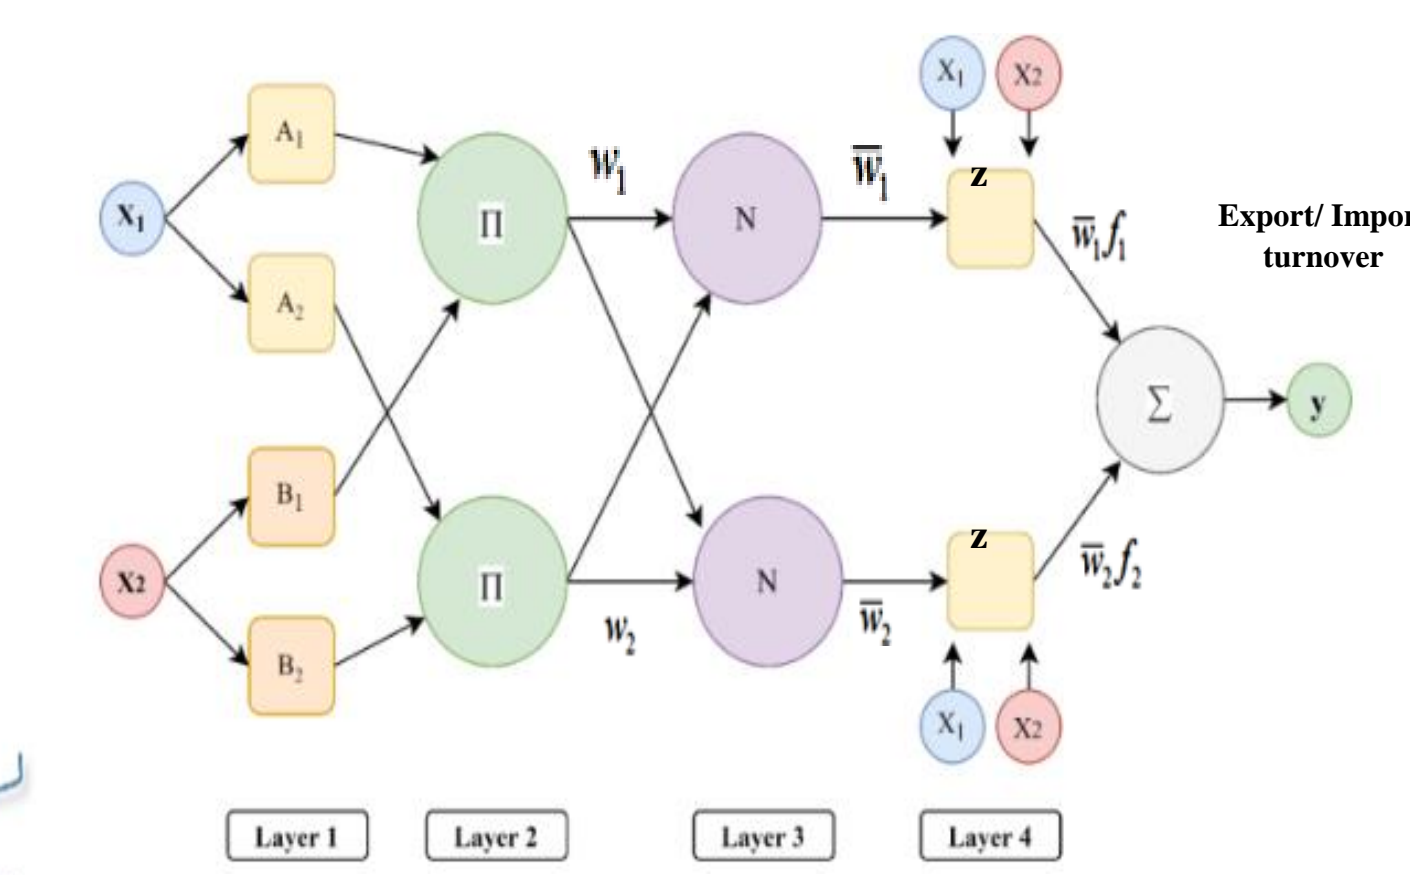 X1 X2
A1
z
X1
w1
w̅1
Π
N
Export/ Impor
turnover
w̅1f1
A2
Σ
y
B1
z
X2
Π
N
w̅2f2
w2
w̅2
B2
X1 X2
Layer 1 Layer 2 Layer 3 Layer 4